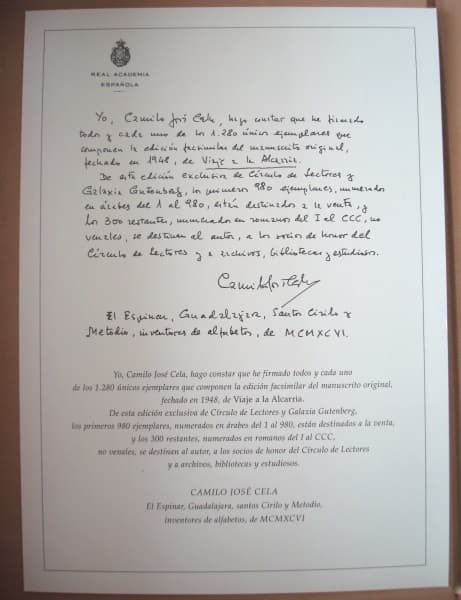 REAL ACADEMIA
ESPAÑOLA
Yo, Camilo José Cela, hago constar que he firmado
todos y cada uno de los 1.280 únicos ejemplares que
componen la edición facsimilar del manuscrito original,
fechado en 1948, de Viaje a la Alcarria.
De esta edición exclusiva de Círculo de Lectores y
Galaxia Gutenberg, los primeros 980 ejemplares, numerados
en árabes del 1 al 980, están destinados a la venta, y
los 300 restantes, numerados en romanos del I al CCC, no
venales, se destinan al autor, a los socios de honor del
Círculo de Lectores y a archivos, bibliotecas y estudiosos.
Camilo José Cela
El Espinar, Guadalajara, Santos Cirilo y
Metodio, inventores de alfabetos, de MCMXCVI.
Yo, Camilo José Cela, hago constar que he firmado todos y cada uno
de los 1.280 únicos ejemplares que componen la edición facsimilar del manuscrito original,
fechado en 1948, de Viaje a la Alcarria.
De esta edición exclusiva de Círculo de Lectores y Galaxia Gutenberg,
los primeros 980 ejemplares, numerados en árabes del 1 al 980, están destinados a la venta,
y los 300 restantes, numerados en romanos del I al CCC,
no venales, se destinan al autor, a los socios de honor del Círculo de Lectores
y a archivos, bibliotecas y estudiosos.
CAMILO JOSÉ CELA
El Espinar, Guadalajara, santos Cirilo y Metodio,
inventores de alfabetos, de MCMXCVI